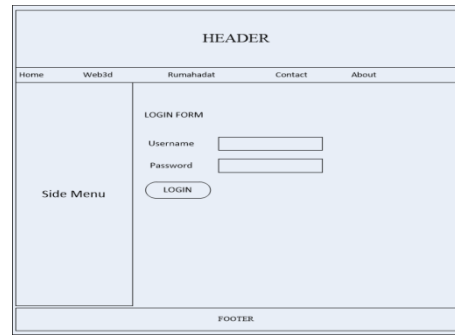 HEADER
Home Web3d Rumahadat Contact About
Side Menu
LOGIN FORM
Username
Password
LOGIN
FOOTER